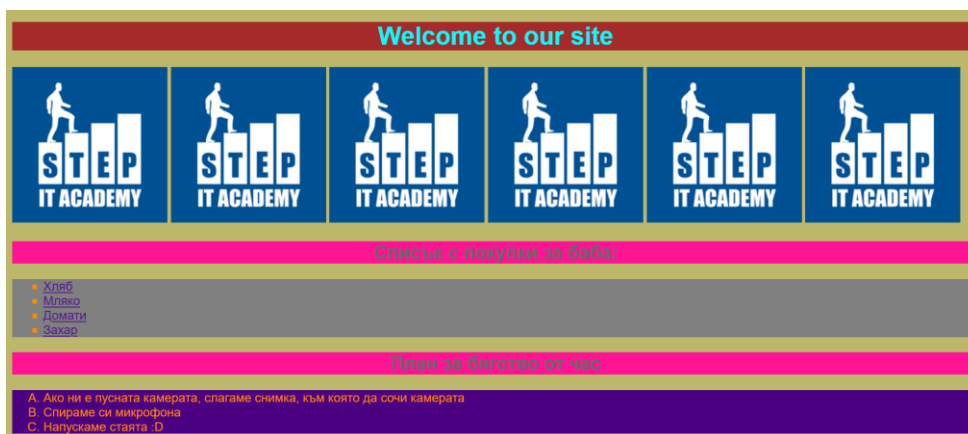 Welcome to our site
STEP STEP STEP STEP STEP STEP
IT ACADEMY IT ACADEMY IT ACADEMY IT ACADEMY IT ACADEMY IT ACADEMY
Списък с покупки за баба:
Хляб
Мляко
Домати
Захар
План за бягство от час
A. Ако ни е пусната камерата, слагаме снимка, към която да сочи камерата
B. Спираме си микрофона
C. Напускаме стаята :D